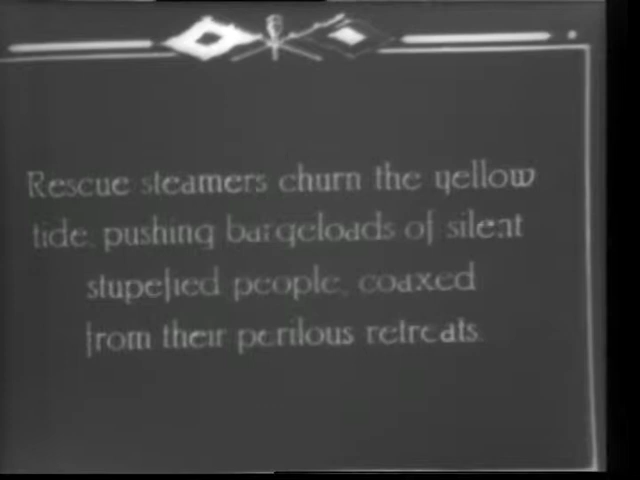 Rescue steamers churn the yellow
tide, pushing bargeloads of silent
stupefied people, coaxed
from their perilous retreats.